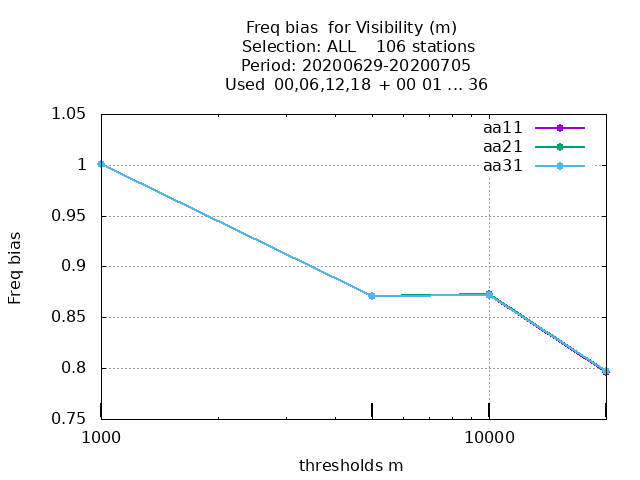 Freq bias  for Visibility (m)
Selection: ALL    106 stations
Period: 20200629-20200705
Used  00,06,12,18  + 00 01 ... 36
1.05
1
0.95
0.9
0.85
0.8
0.75
Freq bias
aa11
aa21
aa31
1000
10000
thresholds m